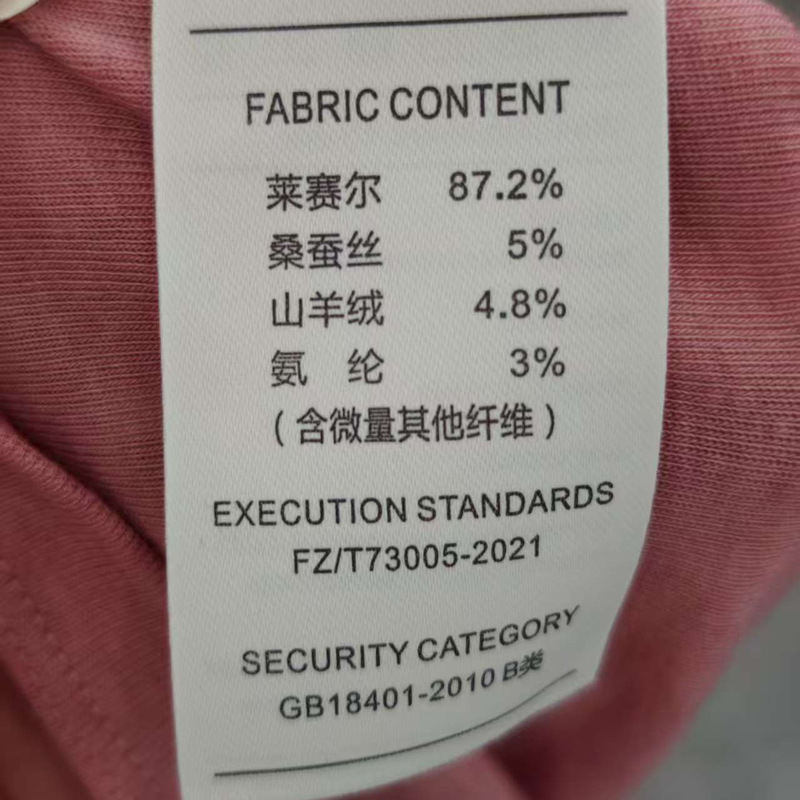 FABRIC CONTENT
莱赛尔 87.2%
桑蚕丝 5%
山羊绒 4.8%
氨 纶 3%
(含微量其他纤维)
EXECUTION STANDARDS
FZ/T73005-2021
SECURITY CATEGORY
GB18401-2010 B类